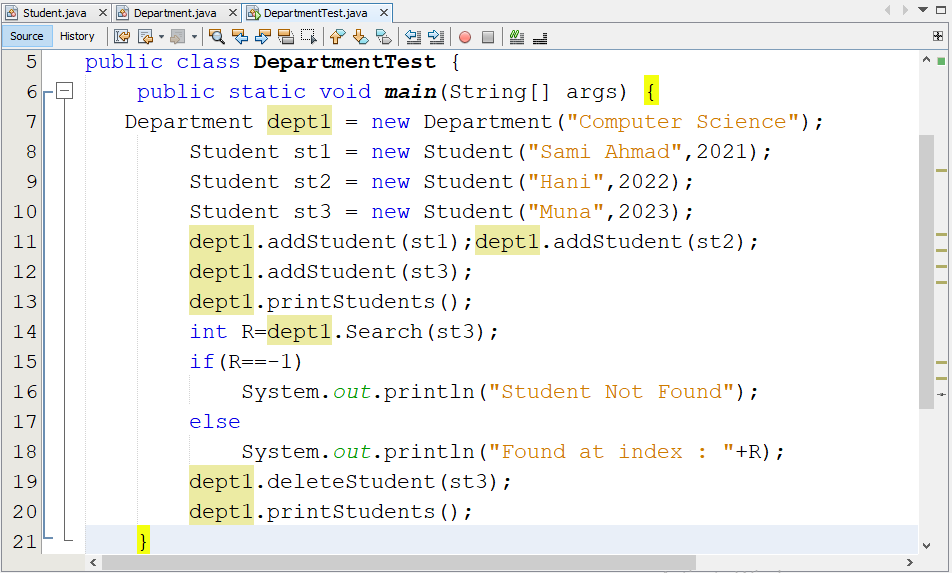 Student.java Department.java DepartmentTest.java
Source History
5 public class DepartmentTest {
6 public static void main(String[] args) {
7 Department dept1 = new Department("Computer Science");
8 Student st1 = new Student("Sami Ahmad",2021);
9 Student st2 = new Student("Hani",2022);
10 Student st3 = new Student("Muna",2023);
11 dept1.addStudent(st1);dept1.addStudent(st2);
12 dept1.addStudent(st3);
13 dept1.printStudents();
14 int R=dept1.Search(st3);
15 if(R==-1)
16 System.out.println("Student Not Found");
17 else
18 System.out.println("Found at index : "+R);
19 dept1.deleteStudent(st3);
20 dept1.printStudents();
21 }